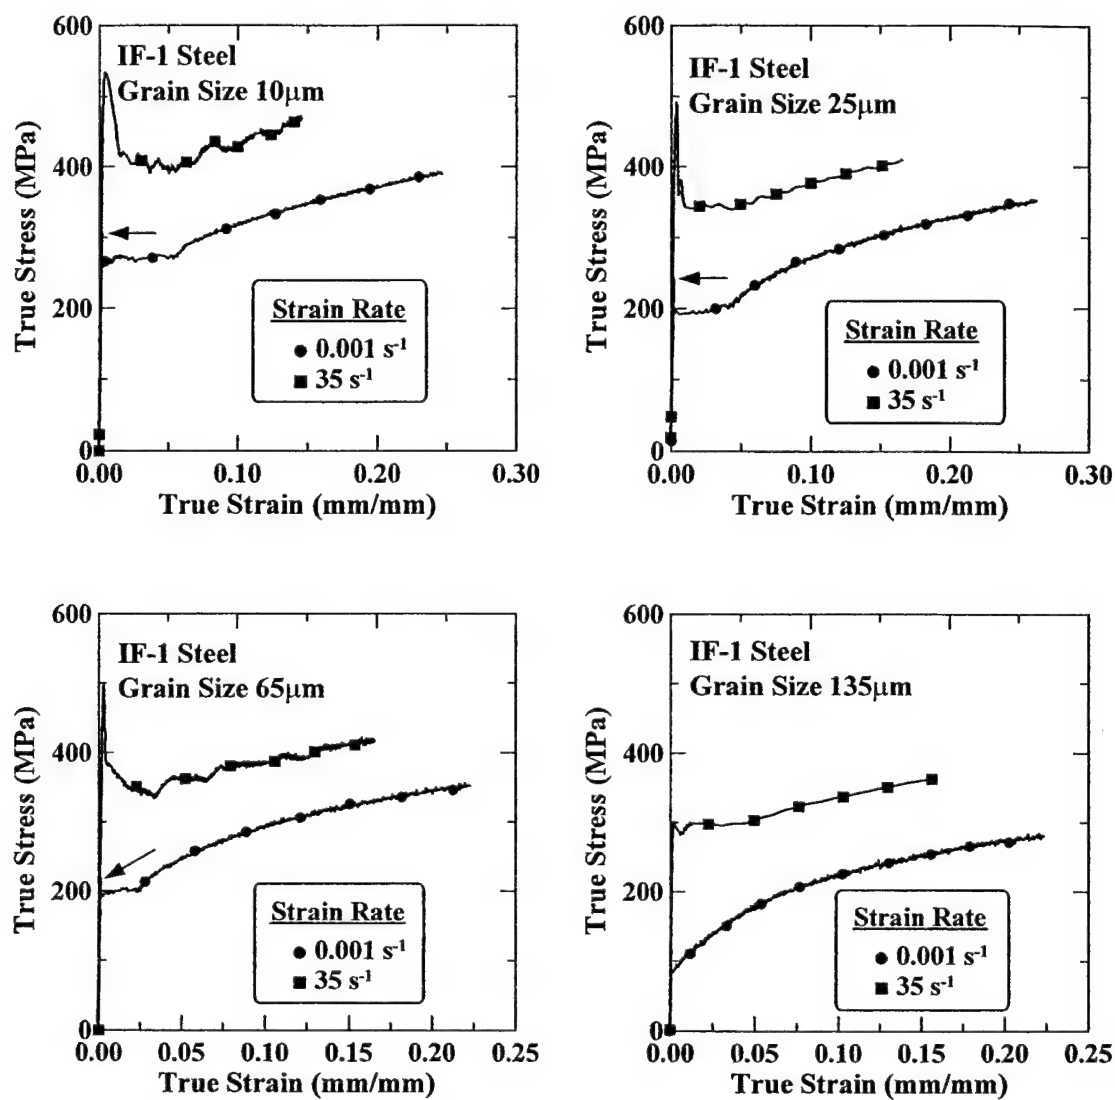 600
400
200
0
True Stress (MPa)
IF-1 Steel
Grain Size 10μm
Strain Rate
0.001 s⁻¹
35 s⁻¹
0.00 0.10 0.20 0.30
True Strain (mm/mm)
600
400
200
0
True Stress (MPa)
IF-1 Steel
Grain Size 25μm
Strain Rate
0.001 s⁻¹
35 s⁻¹
0.00 0.10 0.20 0.30
True Strain (mm/mm)
600
400
200
0
True Stress (MPa)
IF-1 Steel
Grain Size 65μm
Strain Rate
0.001 s⁻¹
35 s⁻¹
0.00 0.05 0.10 0.15 0.20 0.25
True Strain (mm/mm)
600
400
200
0
True Stress (MPa)
IF-1 Steel
Grain Size 135μm
Strain Rate
0.001 s⁻¹
35 s⁻¹
0.00 0.05 0.10 0.15 0.20 0.25
True Strain (mm/mm)